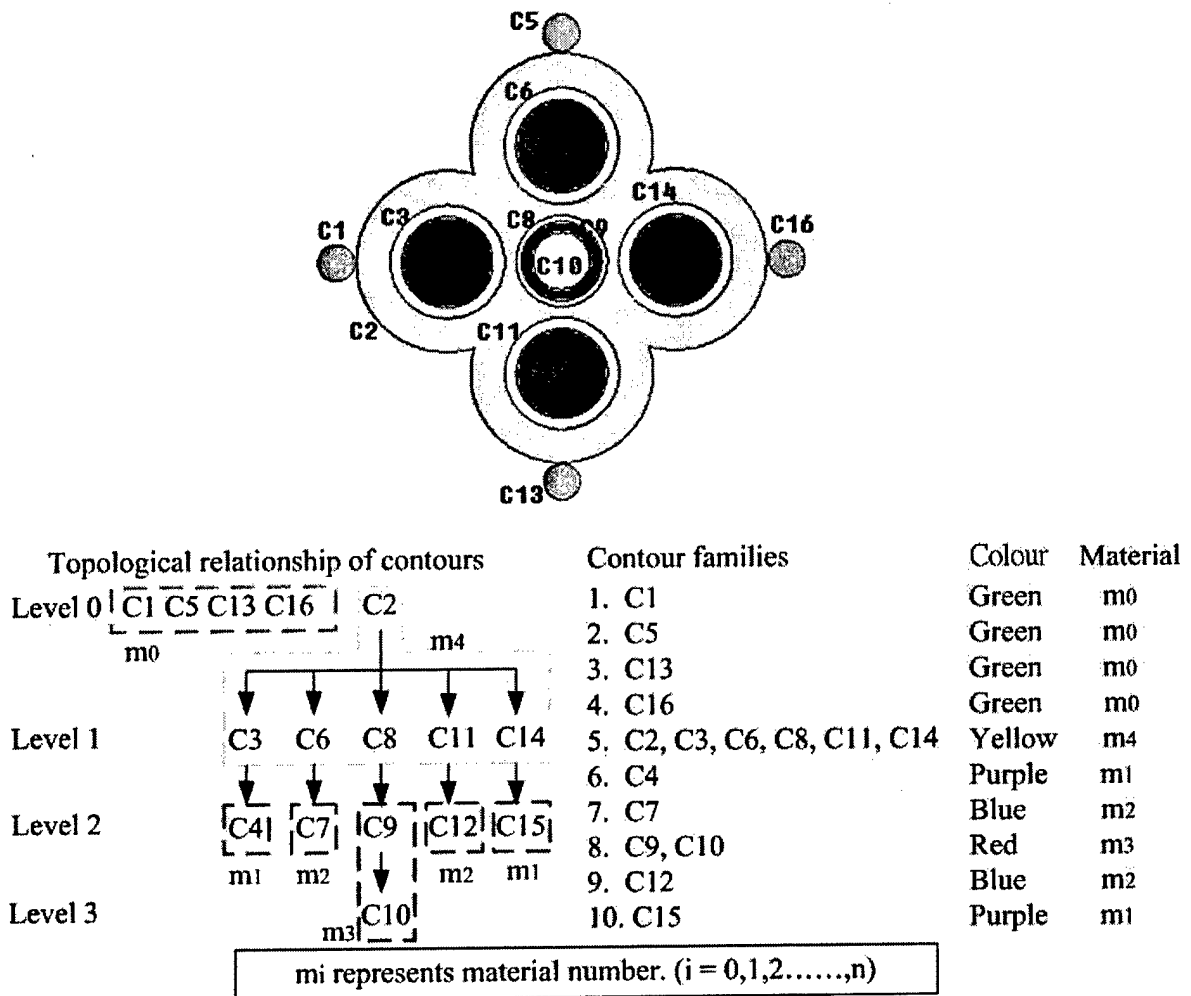 C5
C6
C14
C3
C8
C9
C1
C16
C10
C2
C11
C13
Topological relationship of contours
Level 0 C1 C5 C13 C16 C2
m0
m4
Level 1 C3 C6 C8 C11 C14
Level 2 C4 C7 C9 C12 C15
m1 m2 m2 m1
Level 3 C10
m3
Contour families Colour Material
1. C1 Green m0
2. C5 Green m0
3. C13 Green m0
4. C16 Green m0
5. C2, C3, C6, C8, C11, C14 Yellow m4
6. C4 Purple m1
7. C7 Blue m2
8. C9, C10 Red m3
9. C12 Blue m2
10. C15 Purple m1
mi represents material number. (i = 0,1,2......,n)